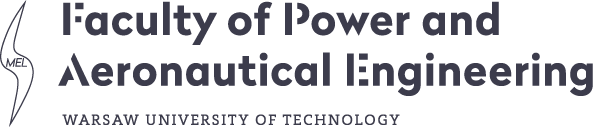 MEL
Faculty of Power and
Aeronautical Engineering
WARSAW UNIVERSITY OF TECHNOLOGY